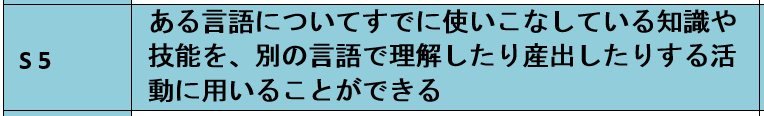 S 5
ある言語についてすでに使いこなしている知識や
技能を、別の言語で理解したり産出したりする活
動に用いることができる